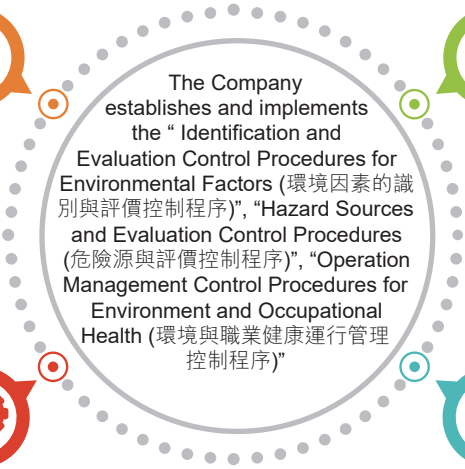 The Company
establishes and implements
the “ Identification and
Evaluation Control Procedures for
Environmental Factors (環境因素的識
別與評價控制程序)”, “Hazard Sources
and Evaluation Control Procedures
(危險源與評價控制程序)”, “Operation
Management Control Procedures for
Environment and Occupational
Health (環境與職業健康運行管理
控制程序)”